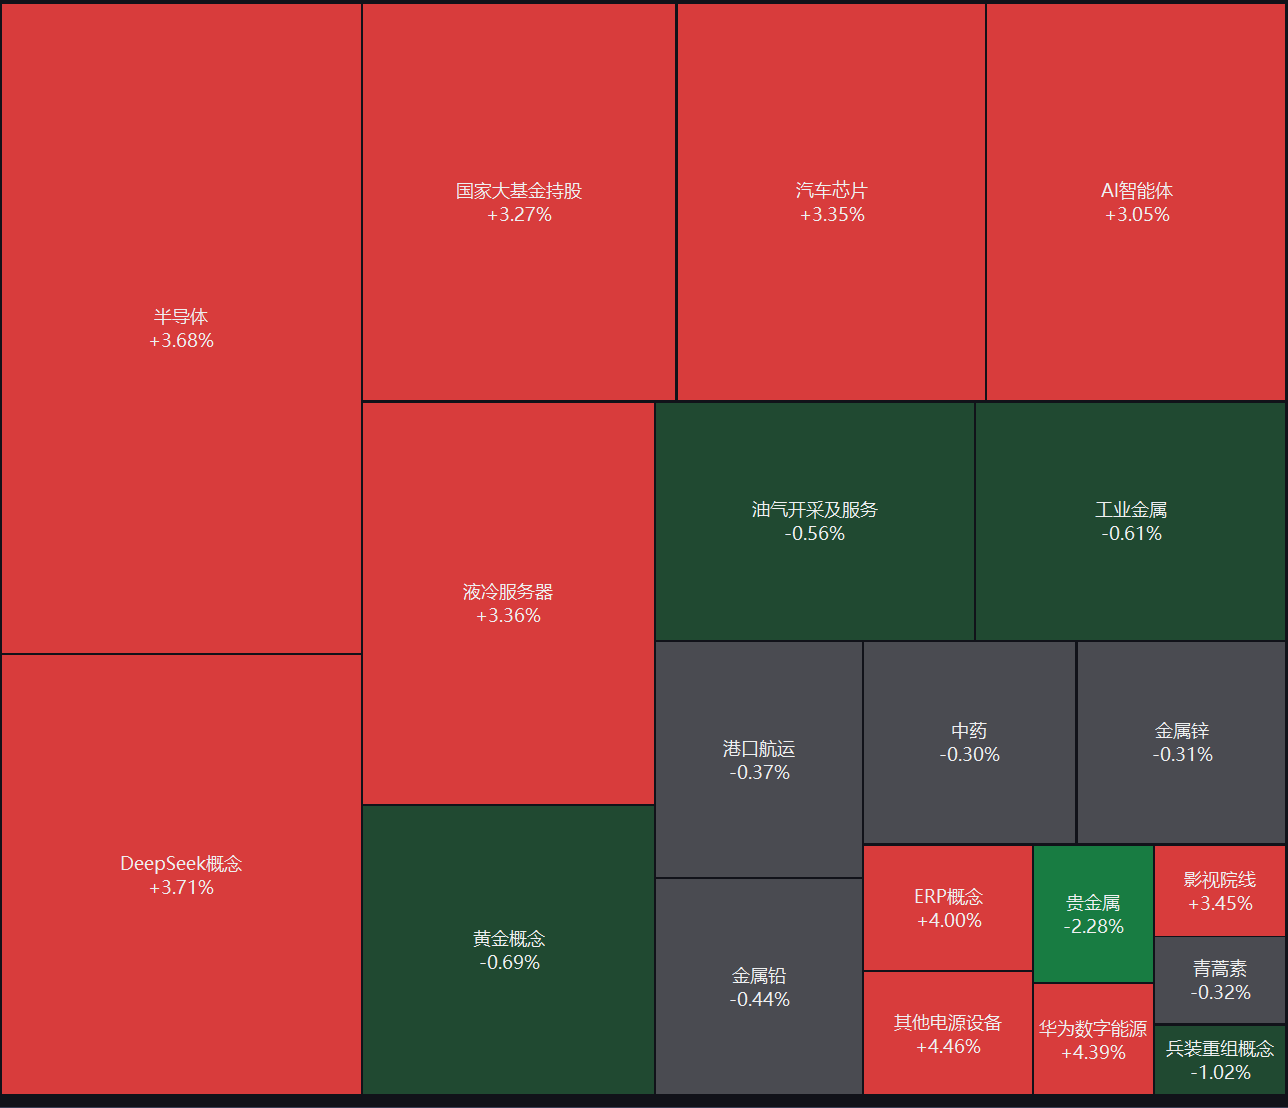 半导体
+3.68%
国家大基金持股
+3.27%
汽车芯片
+3.35%
AI智能体
+3.05%
DeepSeek概念
+3.71%
液冷服务器
+3.36%
黄金概念
-0.69%
油气开采及服务
-0.56%
工业金属
-0.61%
港口航运
-0.37%
中药
-0.30%
金属锌
-0.31%
金属铅
-0.44%
ERP概念
+4.00%
其他电源设备
+4.46%
贵金属
-2.28%
华为数字能源
+4.39%
影视院线
+3.45%
青蒿素
-0.32%
兵装重组概念
-1.02%